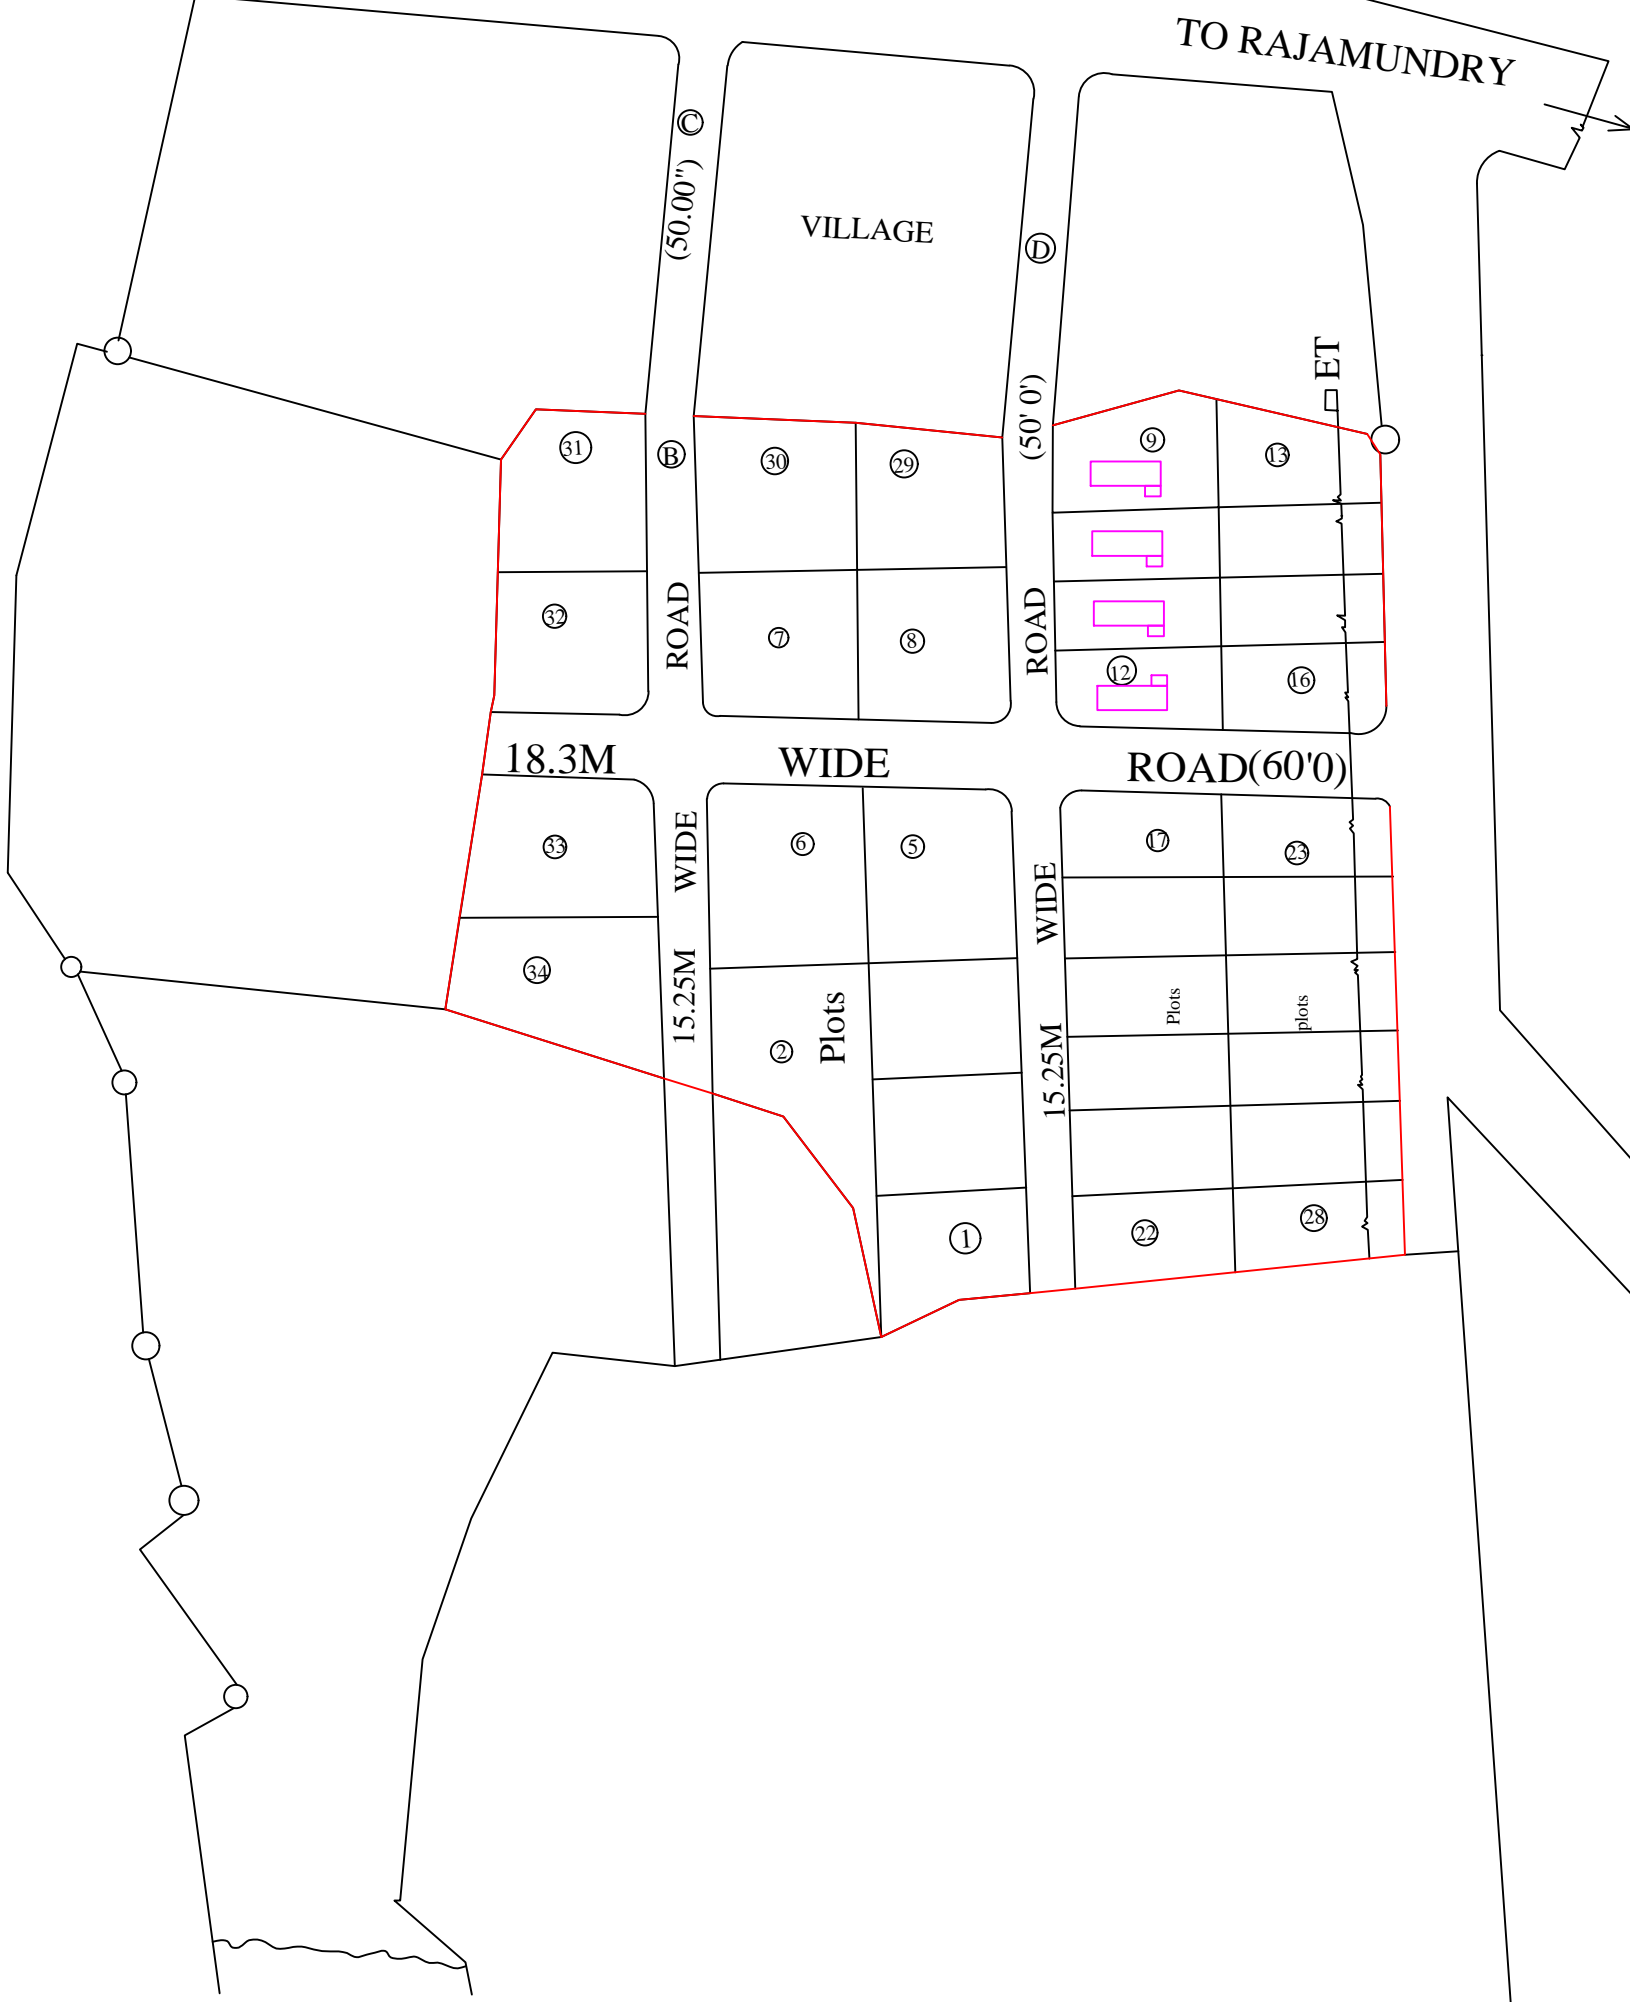 TO RAJAMUNDRY
C
(50.00")
VILLAGE
D
ET
(50' 0')
31
B
30
29
9
13
32
ROAD
7
8
ROAD
12
16
18.3M WIDE ROAD(60'0)
33
WIDE
6
5
WIDE
17
23
34
15.25M
2
Plots
15.25M
Plots
plots
1
22
28